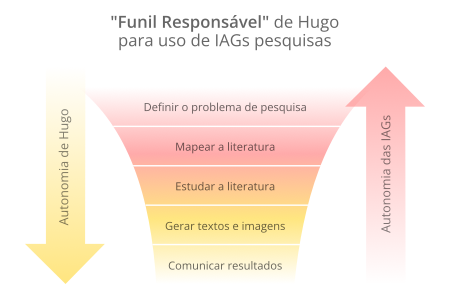 "Funil Responsável" de Hugo
para uso de IAGs pesquisas
Definir o problema de pesquisa
Mapear a literatura
Estudar a literatura
Gerar textos e imagens
Comunicar resultados
Autonomia de Hugo
Autonomia das IAGs